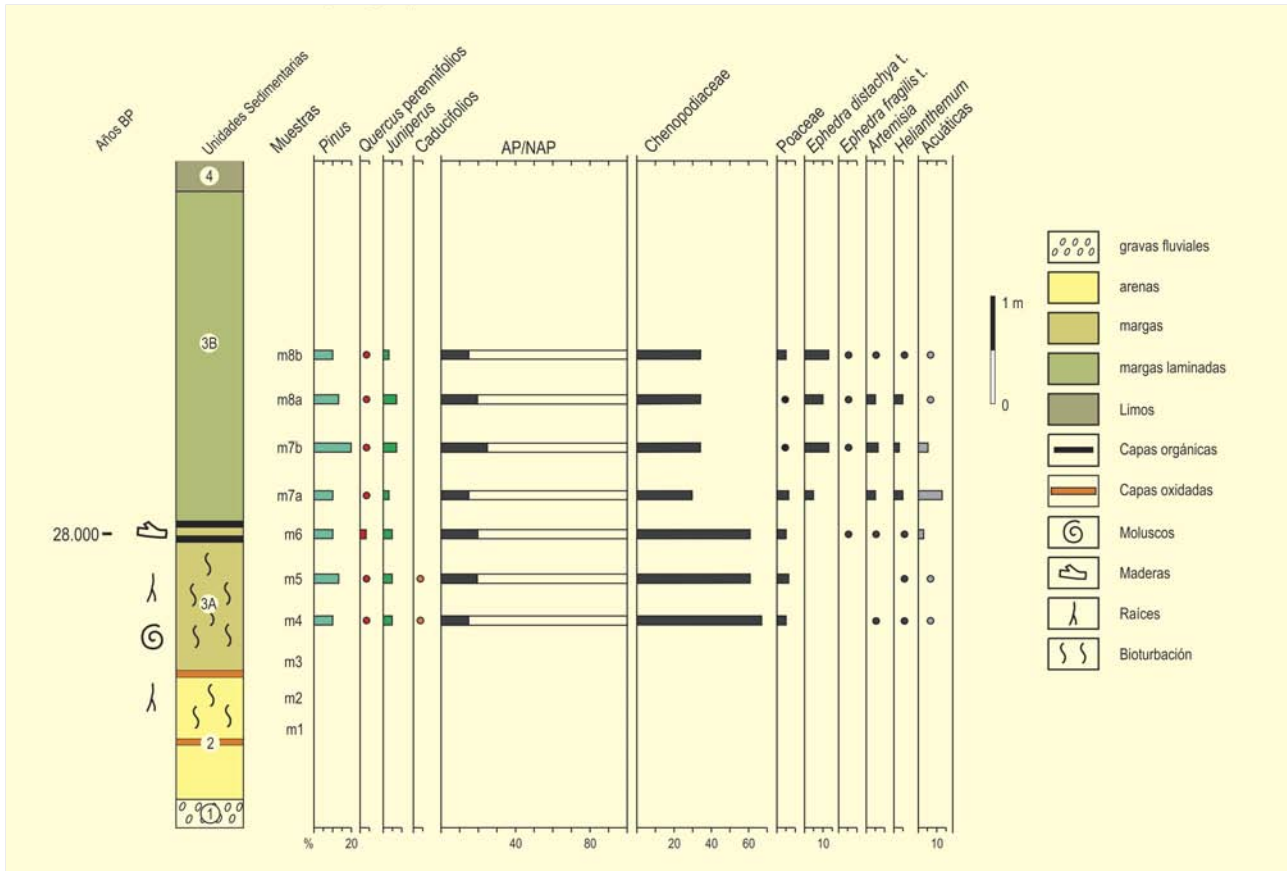 Años BP
Unidades Sedimentarias
Muestras
Pinus
Quercus perennifolios
Juniperus
Caducifolios
AP/NAP
Chenopodiaceae
Poaceae
Ephedra distachya t.
Ephedra fragilis t.
Artemisia
Helianthemum
Acuáticas
4
3B
3A
2
1
28.000
m8b
m8a
m7b
m7a
m6
m5
m4
m3
m2
m1
% 20 40 80 20 40 60 10 10 10
1 m
0
gravas fluviales
arenas
margas
margas laminadas
Limos
Capas orgánicas
Capas oxidadas
Moluscos
Maderas
Raíces
Bioturbación